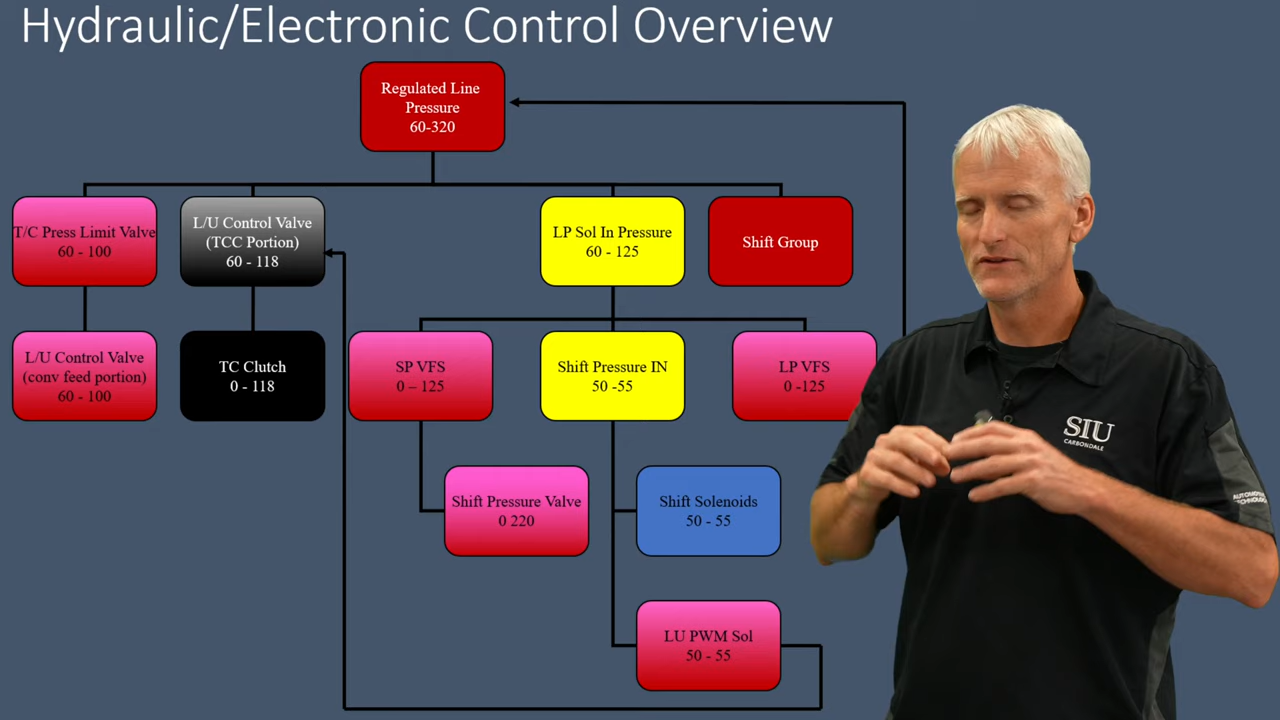 Hydraulic/Electronic Control Overview
Regulated Line
Pressure
60-320
T/C Press Limit Valve
60 - 100
L/U Control Valve
(TCC Portion)
60 - 118
LP Sol In Pressure
60 - 125
Shift Group
L/U Control Valve
(conv feed portion)
60 - 100
TC Clutch
0 - 118
SP VFS
0 – 125
Shift Pressure IN
50 -55
LP VFS
0 -125
Shift Pressure Valve
0 220
Shift Solenoids
50 - 55
LU PWM Sol
50 - 55
SIU
CARBONDALE